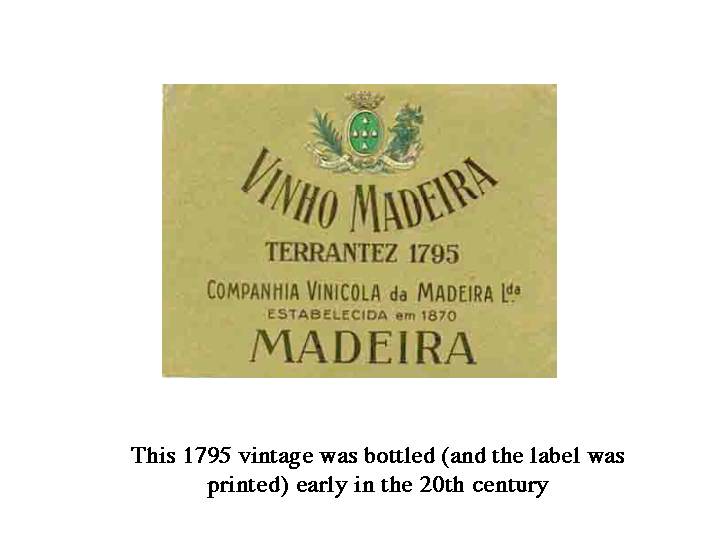 VINHO MADEIRA
TERRANTEZ 1795
COMPANHIA VINICOLA da MADEIRA Lda.
ESTABELECIDA em 1870
MADEIRA
This 1795 vintage was bottled (and the label was
printed) early in the 20th century